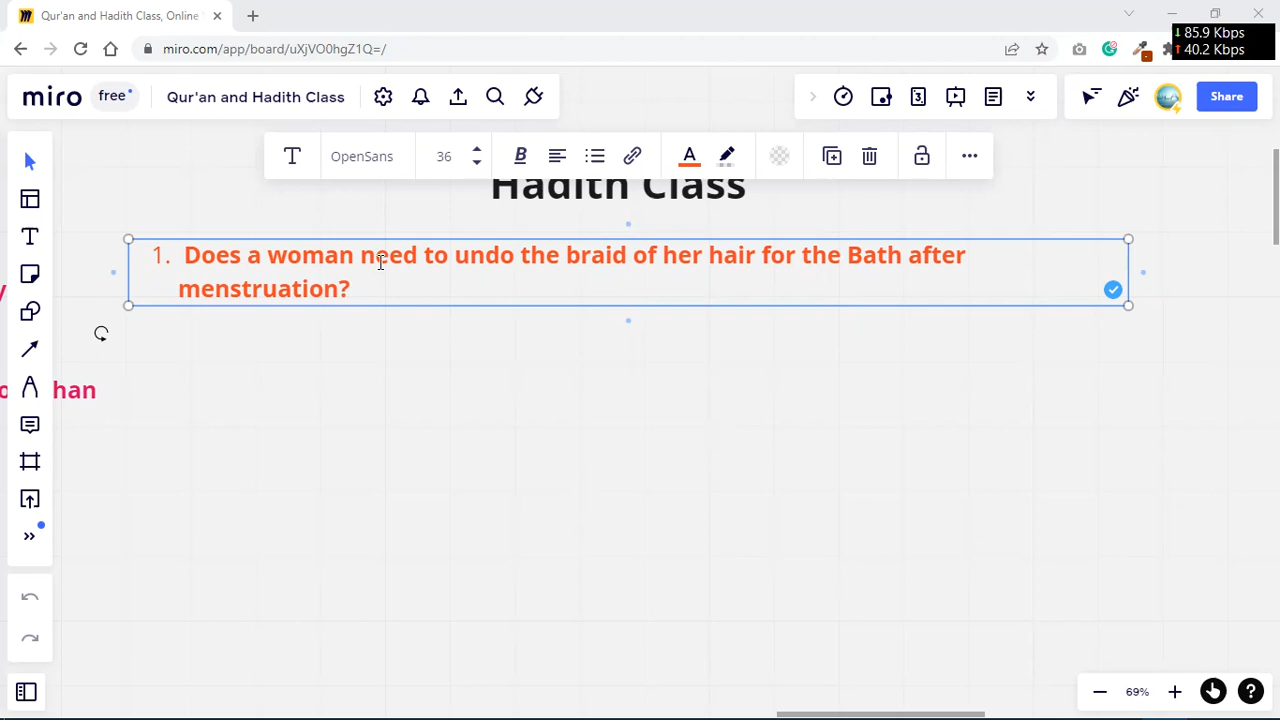 Qur'an and Hadith Class, Online
miro.com/app/board/uXjVO0hgZ1Q=/
85.9 Kbps
40.2 Kbps
miro free Qur'an and Hadith Class
Share
OpenSans 36 B A
Hadith Class
1. Does a woman need to undo the braid of her hair for the Bath after
menstruation?
han
69%